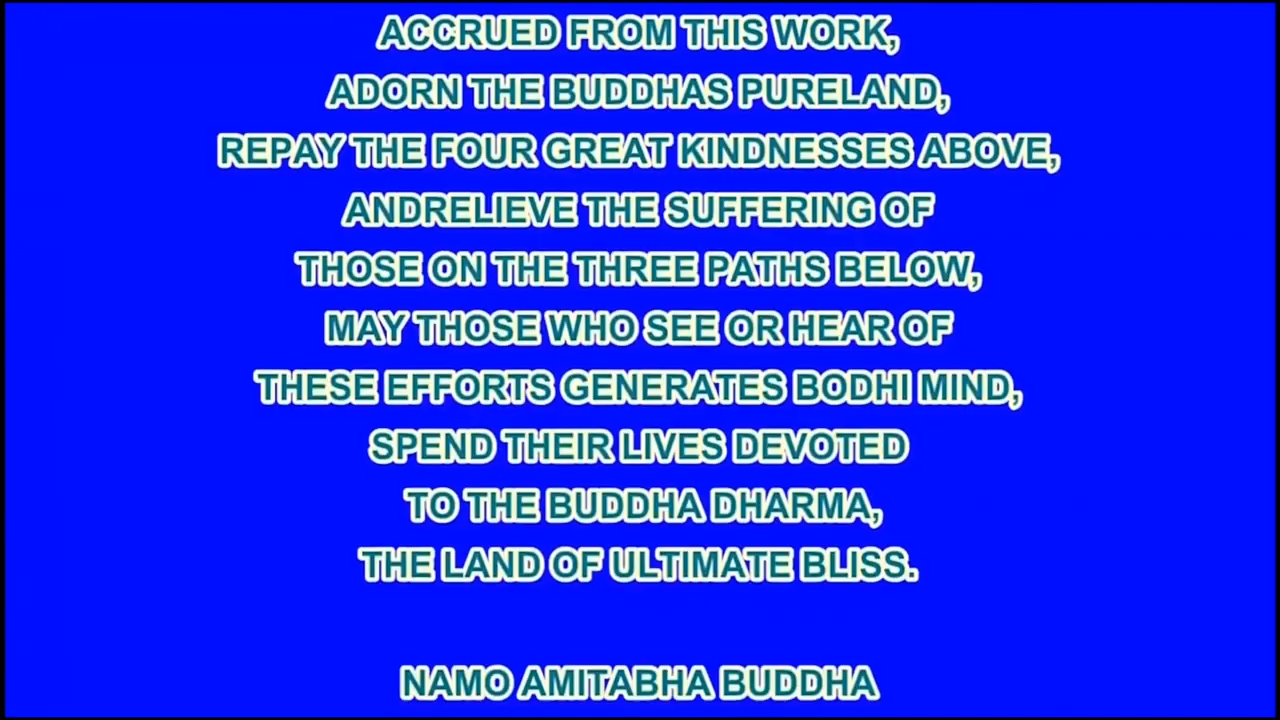 ACCRUED FROM THIS WORK,
ADORN THE BUDDHAS PURELAND,
REPAY THE FOUR GREAT KINDNESSES ABOVE,
ANDRELIEVE THE SUFFERING OF
THOSE ON THE THREE PATHS BELOW,
MAY THOSE WHO SEE OR HEAR OF
THESE EFFORTS GENERATES BODHI MIND,
SPEND THEIR LIVES DEVOTED
TO THE BUDDHA DHARMA,
THE LAND OF ULTIMATE BLISS.
NAMO AMITABHA BUDDHA